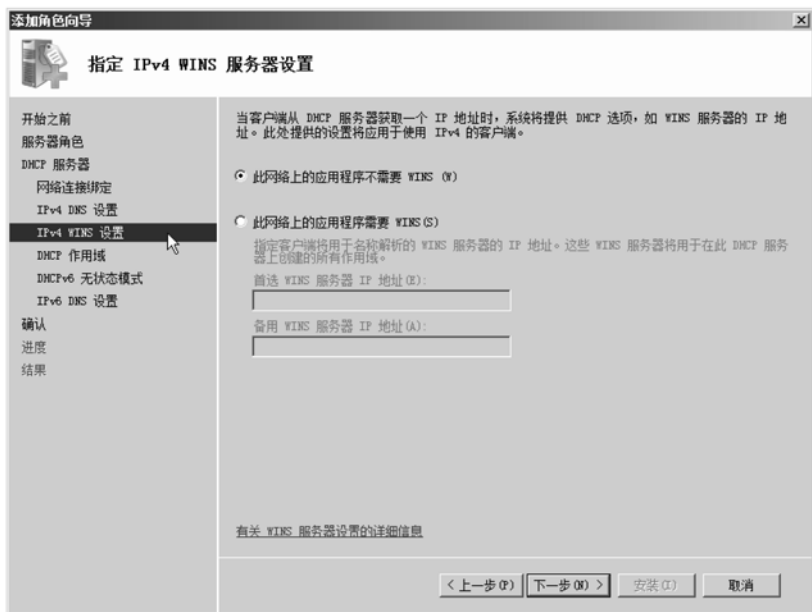 添加角色向导
指定 IPv4 WINS 服务器设置
开始之前
服务器角色
DHCP 服务器
网络连接绑定
IPv4 DNS 设置
IPv4 WINS 设置
DHCP 作用域
DHCPv6 无状态模式
IPv6 DNS 设置
确认
进度
结果
当客户端从 DHCP 服务器获取一个 IP 地址时，系统将提供 DHCP 选项，如 WINS 服务器的 IP 地
址。此处提供的设置将应用于使用 IPv4 的客户端。
此网络上的应用程序不需要 WINS (W)
此网络上的应用程序需要 WINS(S)
指定客户端将用于名称解析的 WINS 服务器的 IP 地址。这些 WINS 服务器将用于在此 DHCP 服务
器上创建的所有作用域。
首选 WINS 服务器 IP 地址(E):
备用 WINS 服务器 IP 地址(A):
有关 WINS 服务器设置的详细信息
< 上一步(P)
下一步(N) >
安装(I)
取消